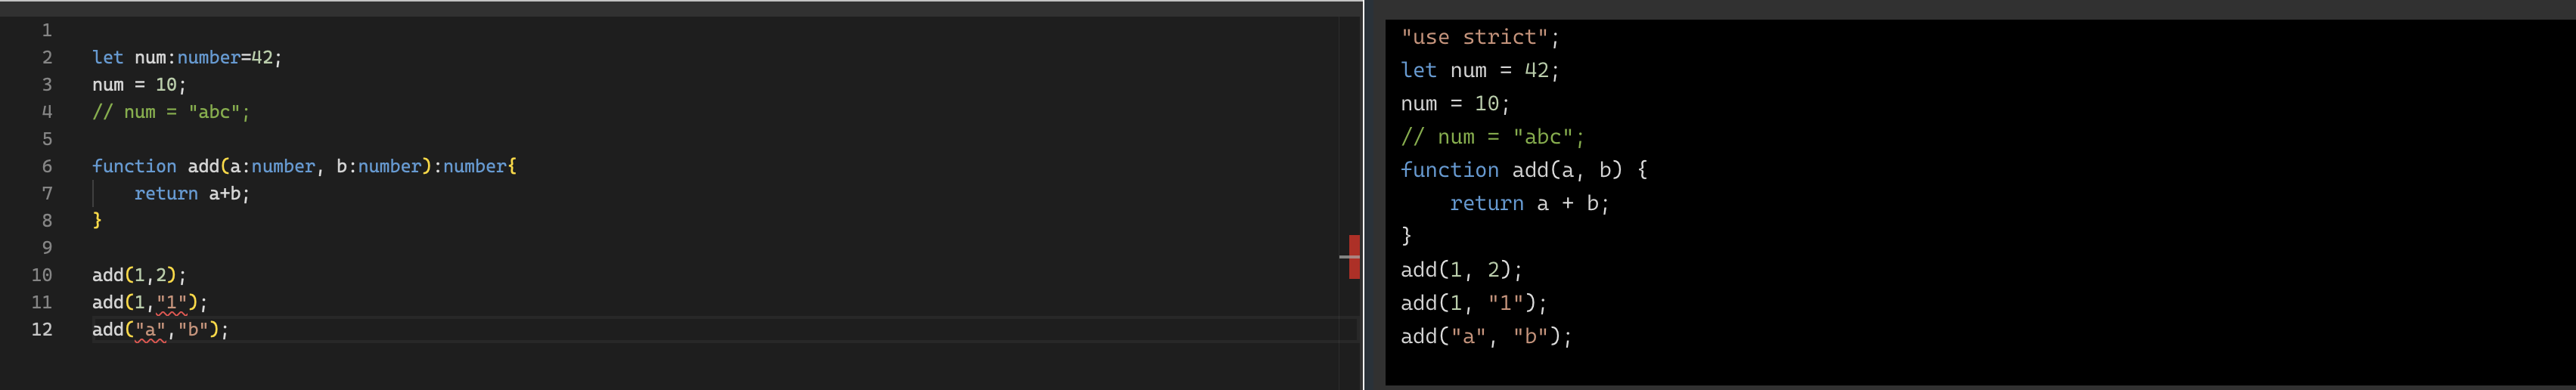 1
2 let num:number=42;
3 num = 10;
4 // num = "abc";
5
6 function add(a:number, b:number):number{
7     return a+b;
8 }
9
10 add(1,2);
11 add(1,"1");
12 add("a","b");
"use strict";
let num = 42;
num = 10;
// num = "abc";
function add(a, b) {
    return a + b;
}
add(1, 2);
add(1, "1");
add("a", "b");